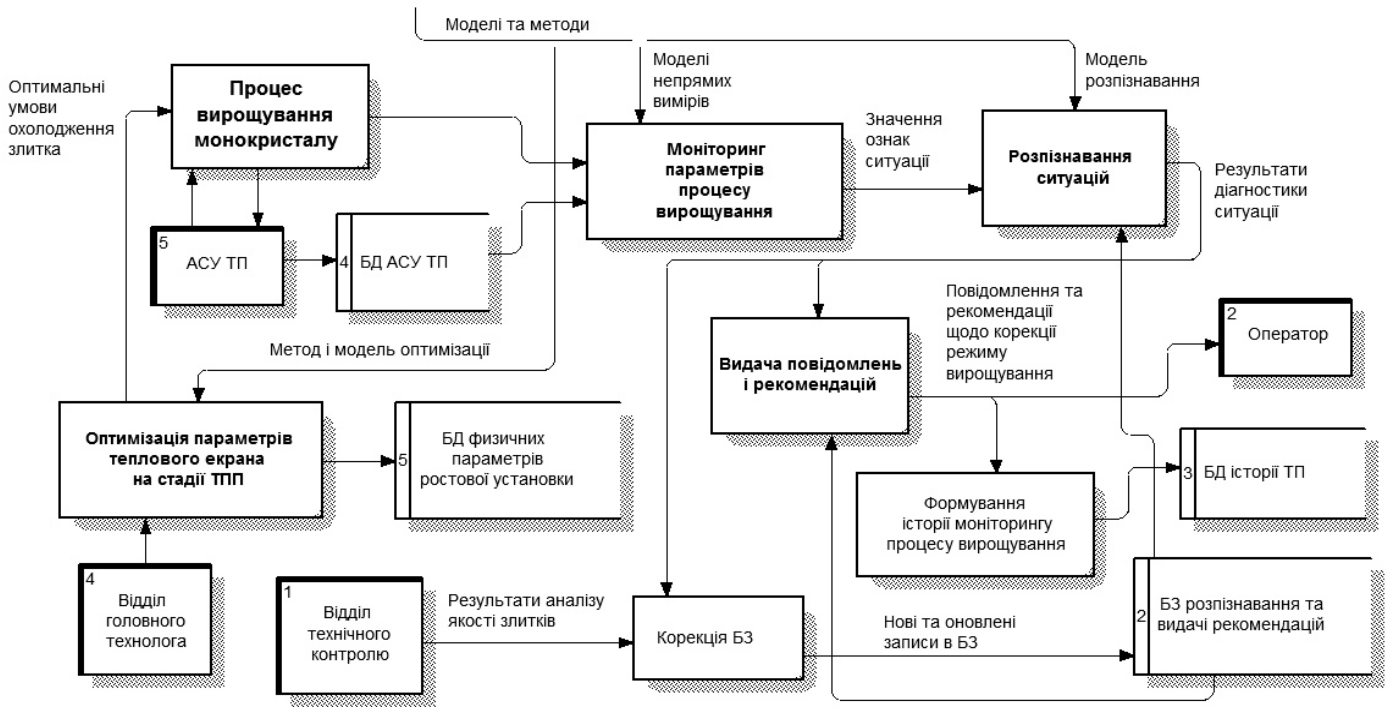 Моделі та методи
Оптимальні
умови
охолодження
злитка
Процес
вирощування
монокристалу
Моделі
непрямих
вимірів
Модель
розпізнавання
Моніторинг
параметрів
процесу
вирощування
Значення
ознак
ситуації
Розпізнавання
ситуацій
Результати
діагностики
ситуації
5
АСУ ТП
4
БД АСУ ТП
Метод і модель оптимізації
Видача повідомлень
і рекомендацій
Повідомлення та
рекомендації
щодо корекції
режиму
вирощування
2
Оператор
Оптимізація параметрів
теплового екрана
на стадії ТПП
5
БД физичних
параметрів
ростової установки
Формування
історії моніторингу
процесу вирощування
3
БД історії ТП
4
Відділ
головного
технолога
1
Відділ
технічного
контролю
Результати аналізу
якості злитків
Корекція БЗ
Нові та оновлені
записи в БЗ
2
БЗ розпізнавання та
видачі рекомендацій